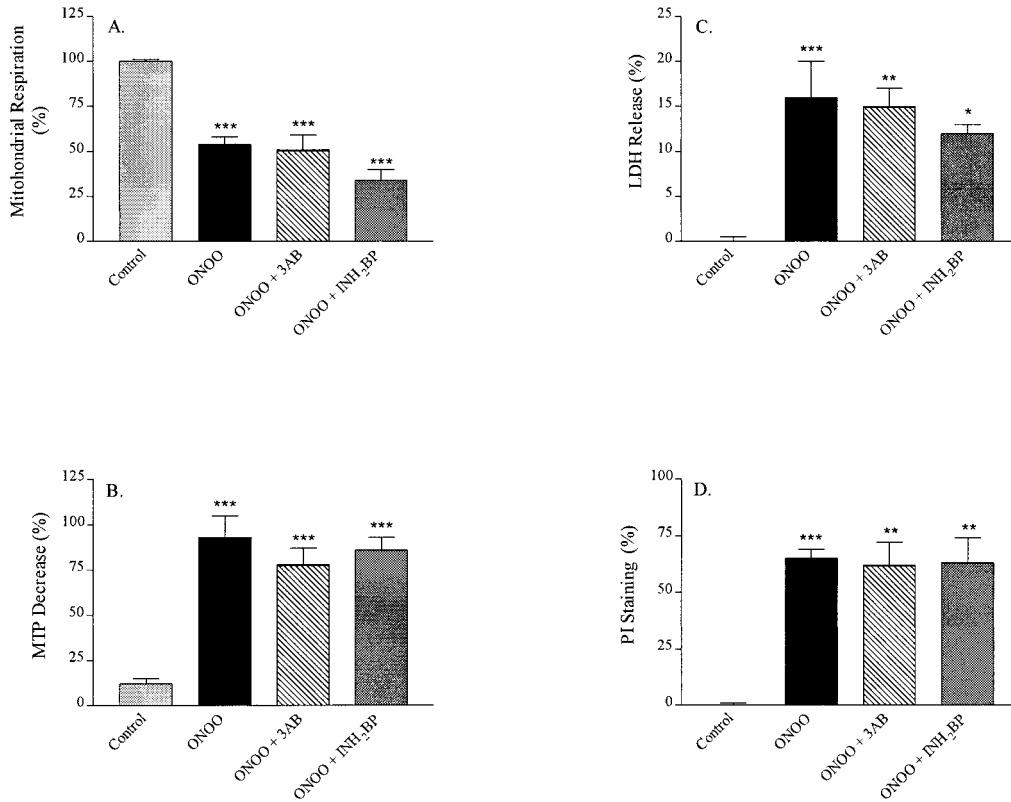 A.
Mitohondrial Respiration
(%)
125
100
75
50
25
0
***
***
***
Control
ONOO
ONOO + 3AB
ONOO + INH₂BP
C.
LDH Release (%)
25
20
15
10
5
0
***
**
*
Control
ONOO
ONOO + 3AB
ONOO + INH₂BP
B.
MTP Decrease (%)
125
100
75
50
25
0
***
***
***
Control
ONOO
ONOO + 3AB
ONOO + INH₂BP
D.
PI Staining (%)
100
75
50
25
0
***
**
**
Control
ONOO
ONOO + 3AB
ONOO + INH₂BP